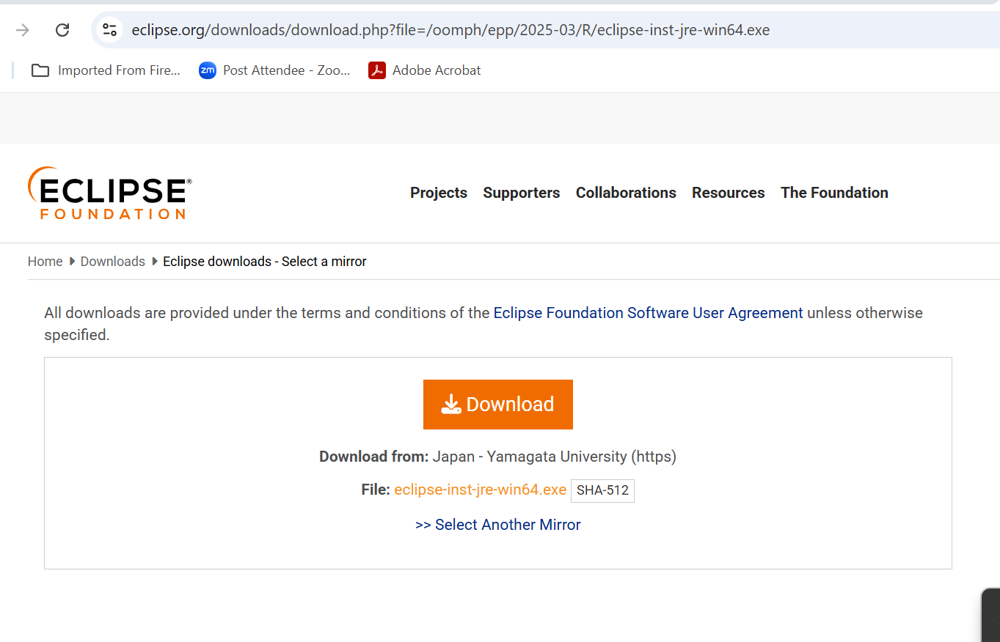 eclipse.org/downloads/download.php?file=/oomph/epp/2025-03/R/eclipse-inst-jre-win64.exe
Imported From Fire... zm Post Attendee - Zoo... Adobe Acrobat
ECLIPSE®
FOUNDATION
Projects Supporters Collaborations Resources The Foundation
Home Downloads Eclipse downloads - Select a mirror
All downloads are provided under the terms and conditions of the Eclipse Foundation Software User Agreement unless otherwise
specified.
Download
Download from: Japan - Yamagata University (https)
File: eclipse-inst-jre-win64.exe SHA-512
>> Select Another Mirror